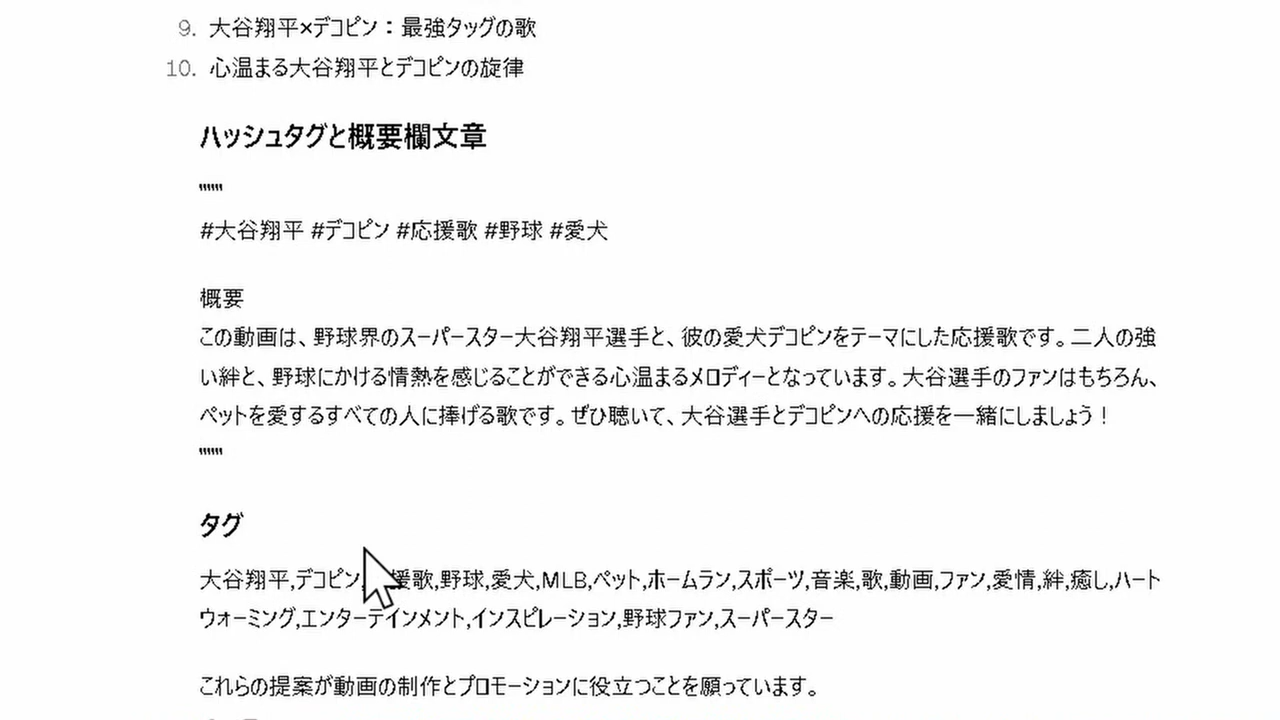 9. 大谷翔平×デコピン：最強タッグの歌
10. 心温まる大谷翔平とデコピンの旋律
ハッシュタグと概要欄文章
""""""
#大谷翔平 #デコピン #応援歌 #野球 #愛犬
概要
この動画は、野球界のスーパースター大谷翔平選手と、彼の愛犬デコピンをテーマにした応援歌です。二人の強
い絆と、野球にかける情熱を感じることができる心温まるメロディーとなっています。大谷選手のファンはもちろん、
ペットを愛するすべての人に捧げる歌です。ぜひ聴いて、大谷選手とデコピンへの応援を一緒にしましょう！
""""""
タグ
大谷翔平,デコピン,援歌,野球,愛犬,MLB,ペット,ホームラン,スポーツ,音楽,歌,動画,ファン,愛情,絆,癒し,ハート
ウォーミング,エンターテインメント,インスピレーション,野球ファン,スーパースター
これらの提案が動画の制作とプロモーションに役立つことを願っています。